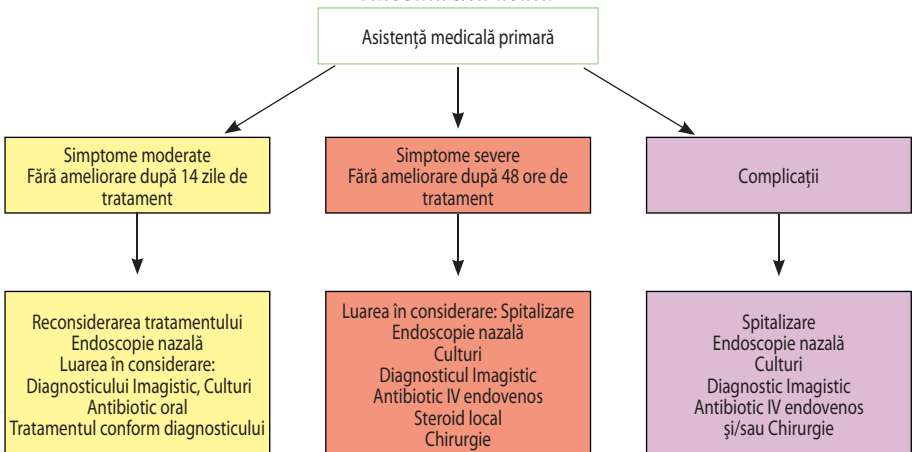 Asistență medicală primară
Simptome moderate
Fără ameliorare după 14 zile de
tratament
Simptome severe
Fără ameliorare după 48 ore de
tratament
Complicații
Reconsiderarea tratamentului
Endoscopie nazală
Luarea în considerare:
Diagnosticului Imagistic, Culturi
Antibiotic oral
Tratamentul conform diagnosticului
Luarea în considerare: Spitalizare
Endoscopie nazală
Culturi
Diagnosticul Imagistic
Antibiotic IV endovenos
Steroid local
Chirurgie
Spitalizare
Endoscopie nazală
Culturi
Diagnostic Imagistic
Antibiotic IV endovenos
și/sau Chirurgie